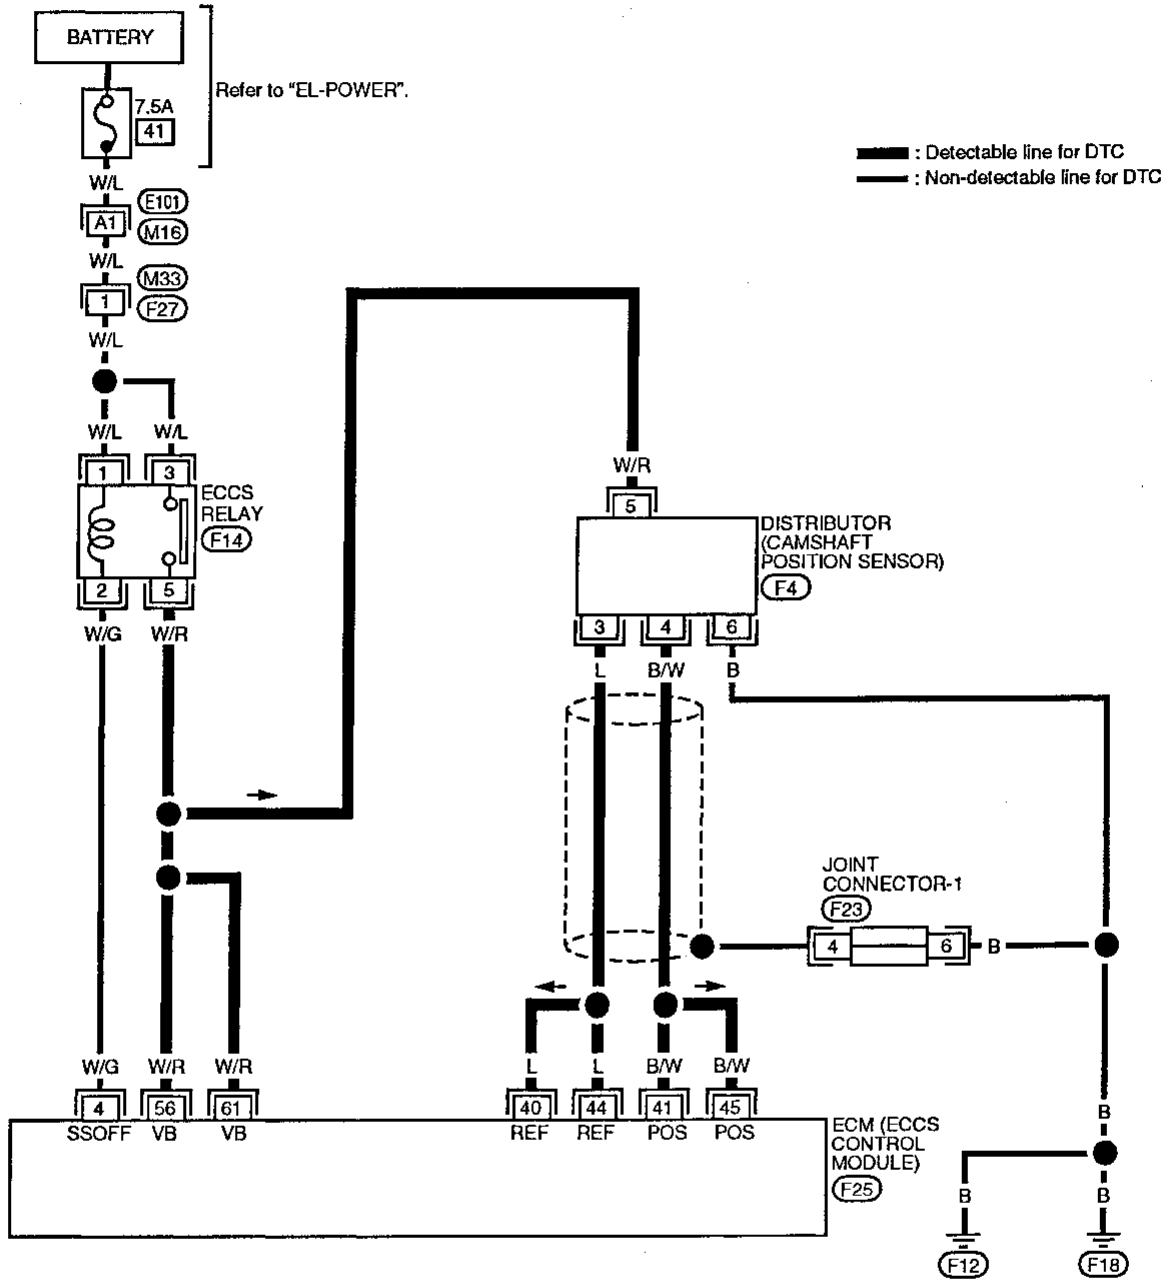 BATTERY
Refer to "EL-POWER".
7.5A
41
: Detectable line for DTC
: Non-detectable line for DTC
W/L
E101
A1
M16
W/L
M33
1
F27
W/L
W/L W/L
1 3
ECCS
RELAY
F14
2 5
W/G W/R
W/R
5
DISTRIBUTOR
(CAMSHAFT
POSITION SENSOR)
F4
3 4 6
L B/W B
JOINT
CONNECTOR-1
F23
4 6 B
W/G W/R W/R L L B/W B/W
4 56 61 40 44 41 45
SSOFF VB VB REF REF POS POS
ECM (ECCS
CONTROL
MODULE)
F25
B
B B
F12 F18